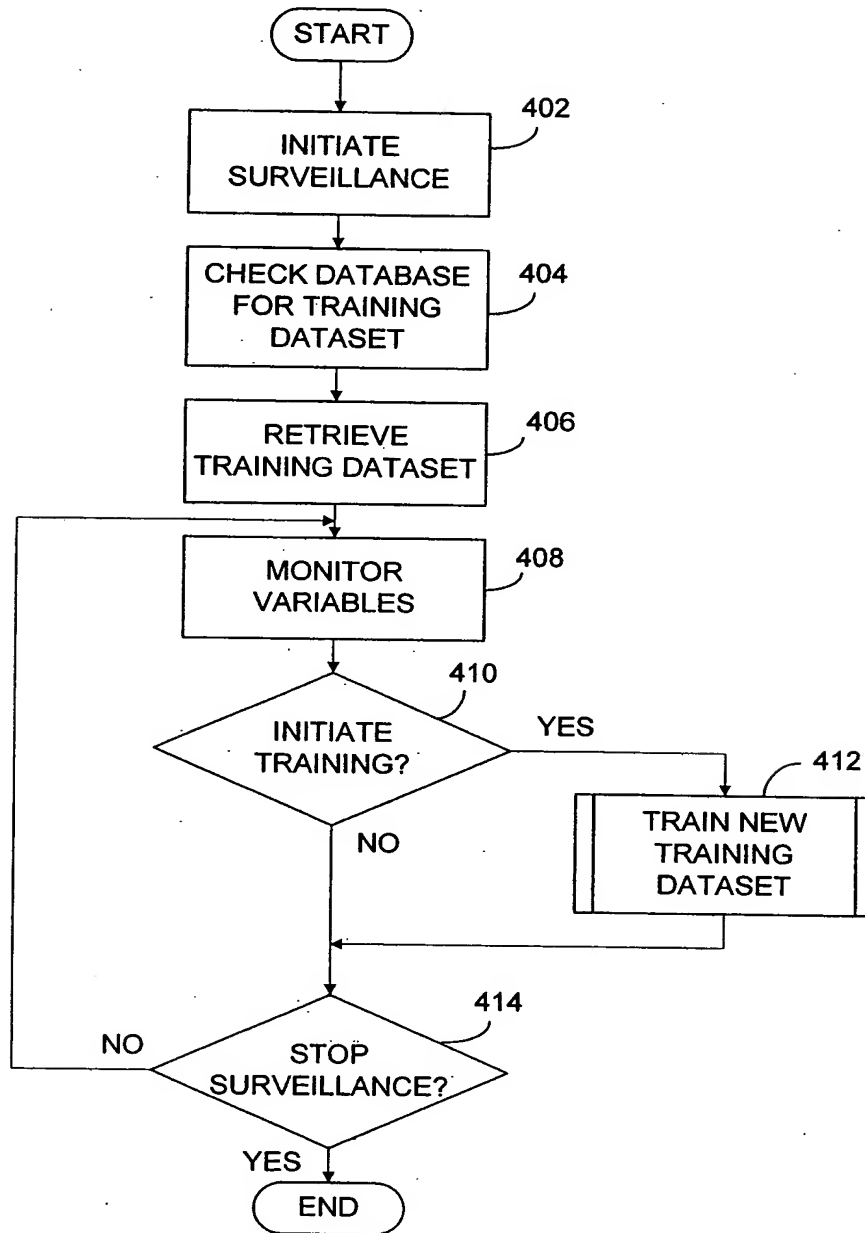 START
402
INITIATE
SURVEILLANCE
404
CHECK DATABASE
FOR TRAINING
DATASET
406
RETRIEVE
TRAINING DATASET
408
MONITOR
VARIABLES
410
INITIATE
TRAINING?
YES
412
TRAIN NEW
TRAINING
DATASET
NO
414
NO
STOP
SURVEILLANCE?
YES
END